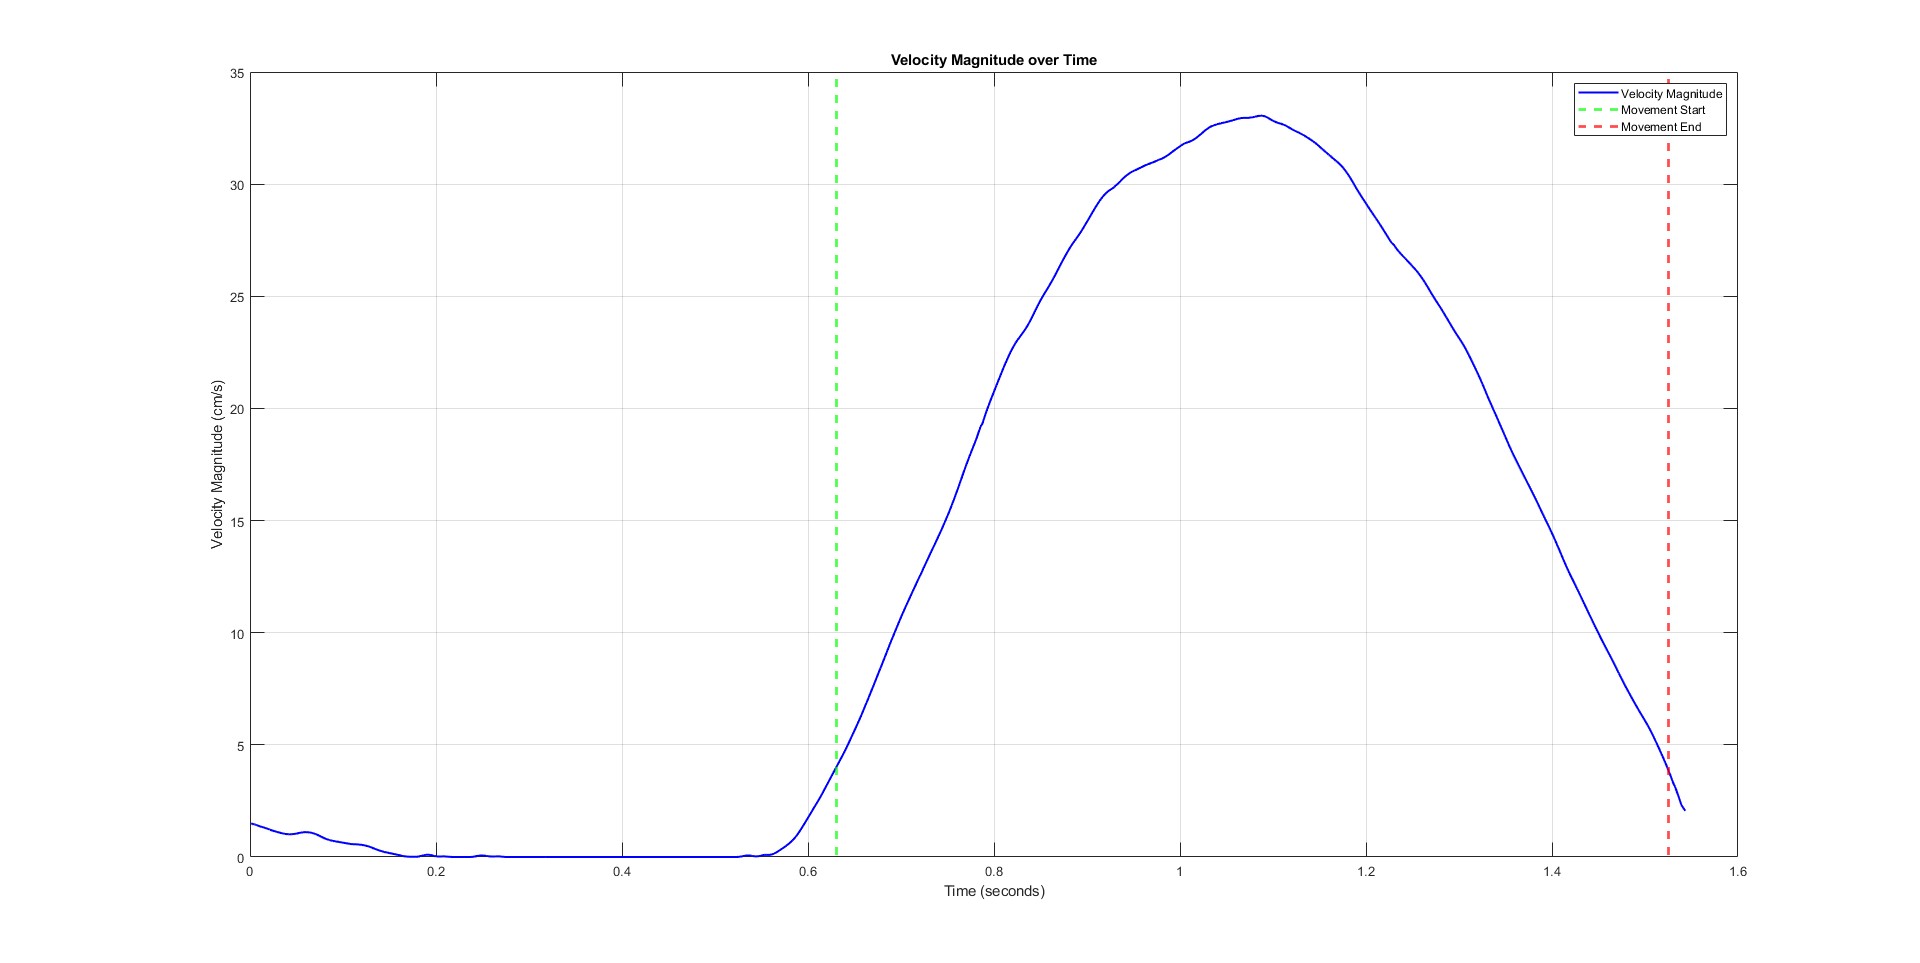 Velocity Magnitude over Time
Velocity Magnitude
Movement Start
Movement End
35
30
25
20
15
10
5
0
Velocity Magnitude (cm/s)
0
0.2
0.4
0.6
0.8
1
1.2
1.4
1.6
Time (seconds)